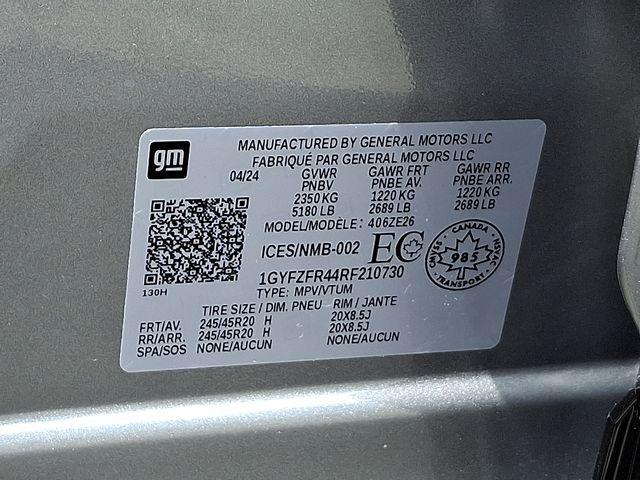 gm
MANUFACTURED BY GENERAL MOTORS LLC
FABRIQUÉ PAR GENERAL MOTORS LLC
04/24 GVWR GAWR FRT GAWR RR
PNBV PNBE AV. PNBE ARR.
2350 KG 1220 KG 1220 KG
5180 LB 2689 LB 2689 LB
MODEL/MODÈLE: 406ZE26
ICES/NMB-002 EC
CANADA
985
SWMSS NSVAC
TRANSPORT
130H
1GYFZFR44RF210730
TYPE: MPV/VTUM
TIRE SIZE / DIM. PNEU RIM / JANTE
FRT/AV. 245/45R20 H 20X8.5J
RR/ARR. 245/45R20 H 20X8.5J
SPA/SOS NONE/AUCUN NONE/AUCUN